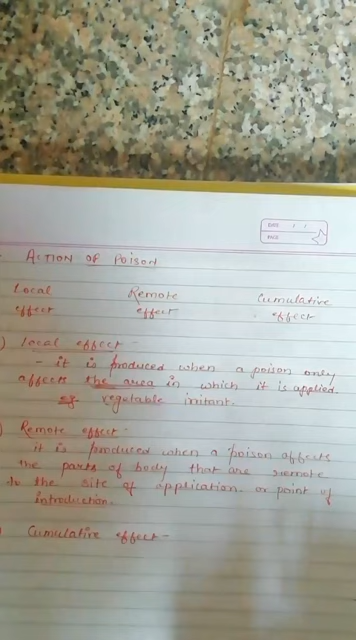 DATE / /
PAGE
ACTION OF POISON
Local Remote Cumulative
effect effect effect
) Local effect -
- it is produced when a poison only
affects the area in which it is applied.
eg vegutable irritant.
) Remote effect -
it is produced when a poison affects
the parts of body that are remote
to the site of application. or point of
introduction.
) Cumulative effect -